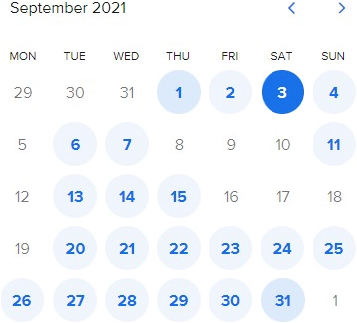 September 2021
MON TUE WED THU FRI SAT SUN
29 30 31 1 2 3 4
5 6 7 8 9 10 11
12 13 14 15 16 17 18
19 20 21 22 23 24 25
26 27 28 29 30 31 1